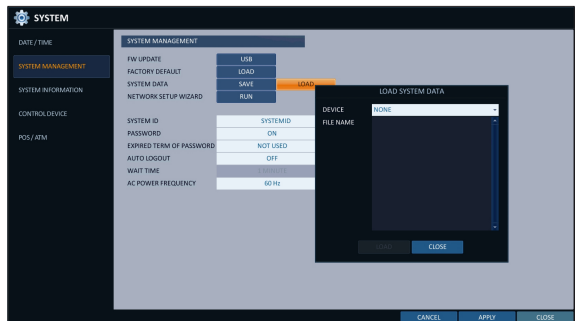 SYSTEM
DATE / TIME
SYSTEM MANAGEMENT
SYSTEM INFORMATION
CONTROL DEVICE
POS / ATM
SYSTEM MANAGEMENT
FW UPDATE USB
FACTORY DEFAULT LOAD
SYSTEM DATA SAVE LOAD
NETWORK SETUP WIZARD RUN
SYSTEM ID SYSTEMID
PASSWORD ON
EXPIRED TERM OF PASSWORD NOT USED
AUTO LOGOUT OFF
WAIT TIME
AC POWER FREQUENCY 60 Hz
LOAD SYSTEM DATA
DEVICE NONE
FILE NAME
LOAD CLOSE
CANCEL APPLY CLOSE